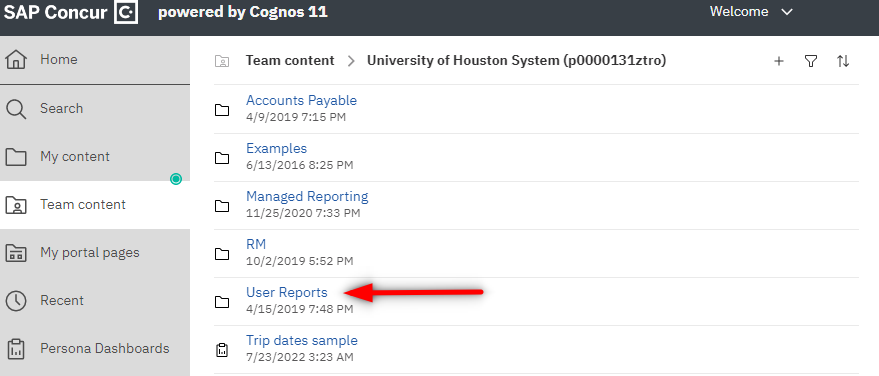 SAP Concur C powered by Cognos 11 Welcome
Home
Search
My content
Team content
My portal pages
Recent
Persona Dashboards
Team content > University of Houston System (p0000131ztro)
Accounts Payable
4/9/2019 7:15 PM
Examples
6/13/2016 8:25 PM
Managed Reporting
11/25/2020 7:33 PM
RM
10/2/2019 5:52 PM
User Reports
4/15/2019 7:48 PM
Trip dates sample
7/23/2022 3:23 AM